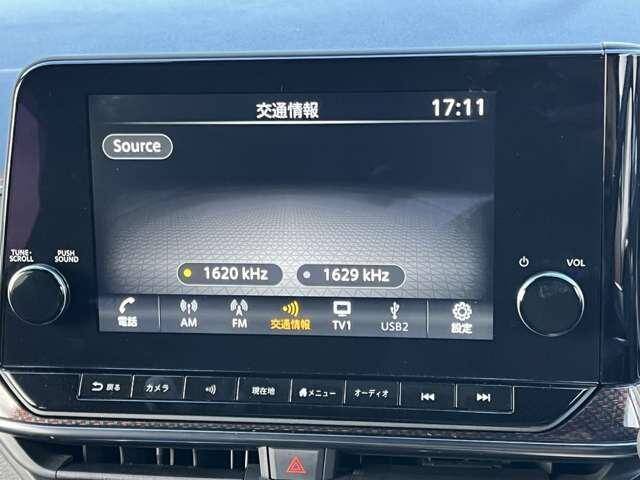 交通情報 17:11
Source
TUNE・ SCROLL PUSH SOUND
VOL
1620 kHz 1629 kHz
電話 AM FM 交通情報 TV1 USB2 設定
戻る カメラ 現在地 メニュー オーディオ